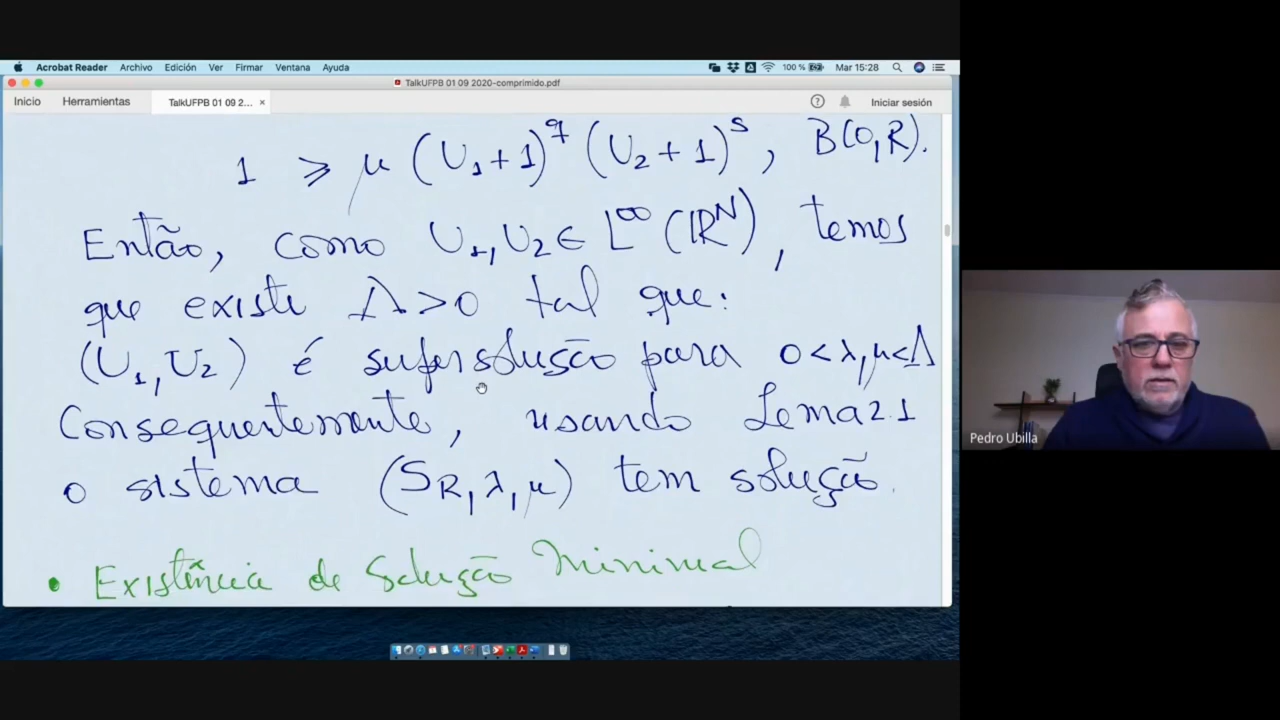 Acrobat Reader Archivo Edición Ver Firmar Ventana Ayuda 100 % Mar 15:28
TalkUFPB 01 09 2020-comprimido.pdf
Inicio Herramientas TalkUFPB 01 09 2... × Iniciar sesión
1 ≥ μ (U₁+1)^q (U₂+1)^s, B(0,R).
Então, como U₁,U₂ ∈ L^∞(ℝ^N), temos
que existe Λ>0 tal que:
(U₁,U₂) é supersolução para 0<λ,μ<Λ
Consequentemente, usando Lema 2.1
o sistema (S_R,λ,μ) tem solução.
• Existência de Solução Minimal
Pedro Ubilla